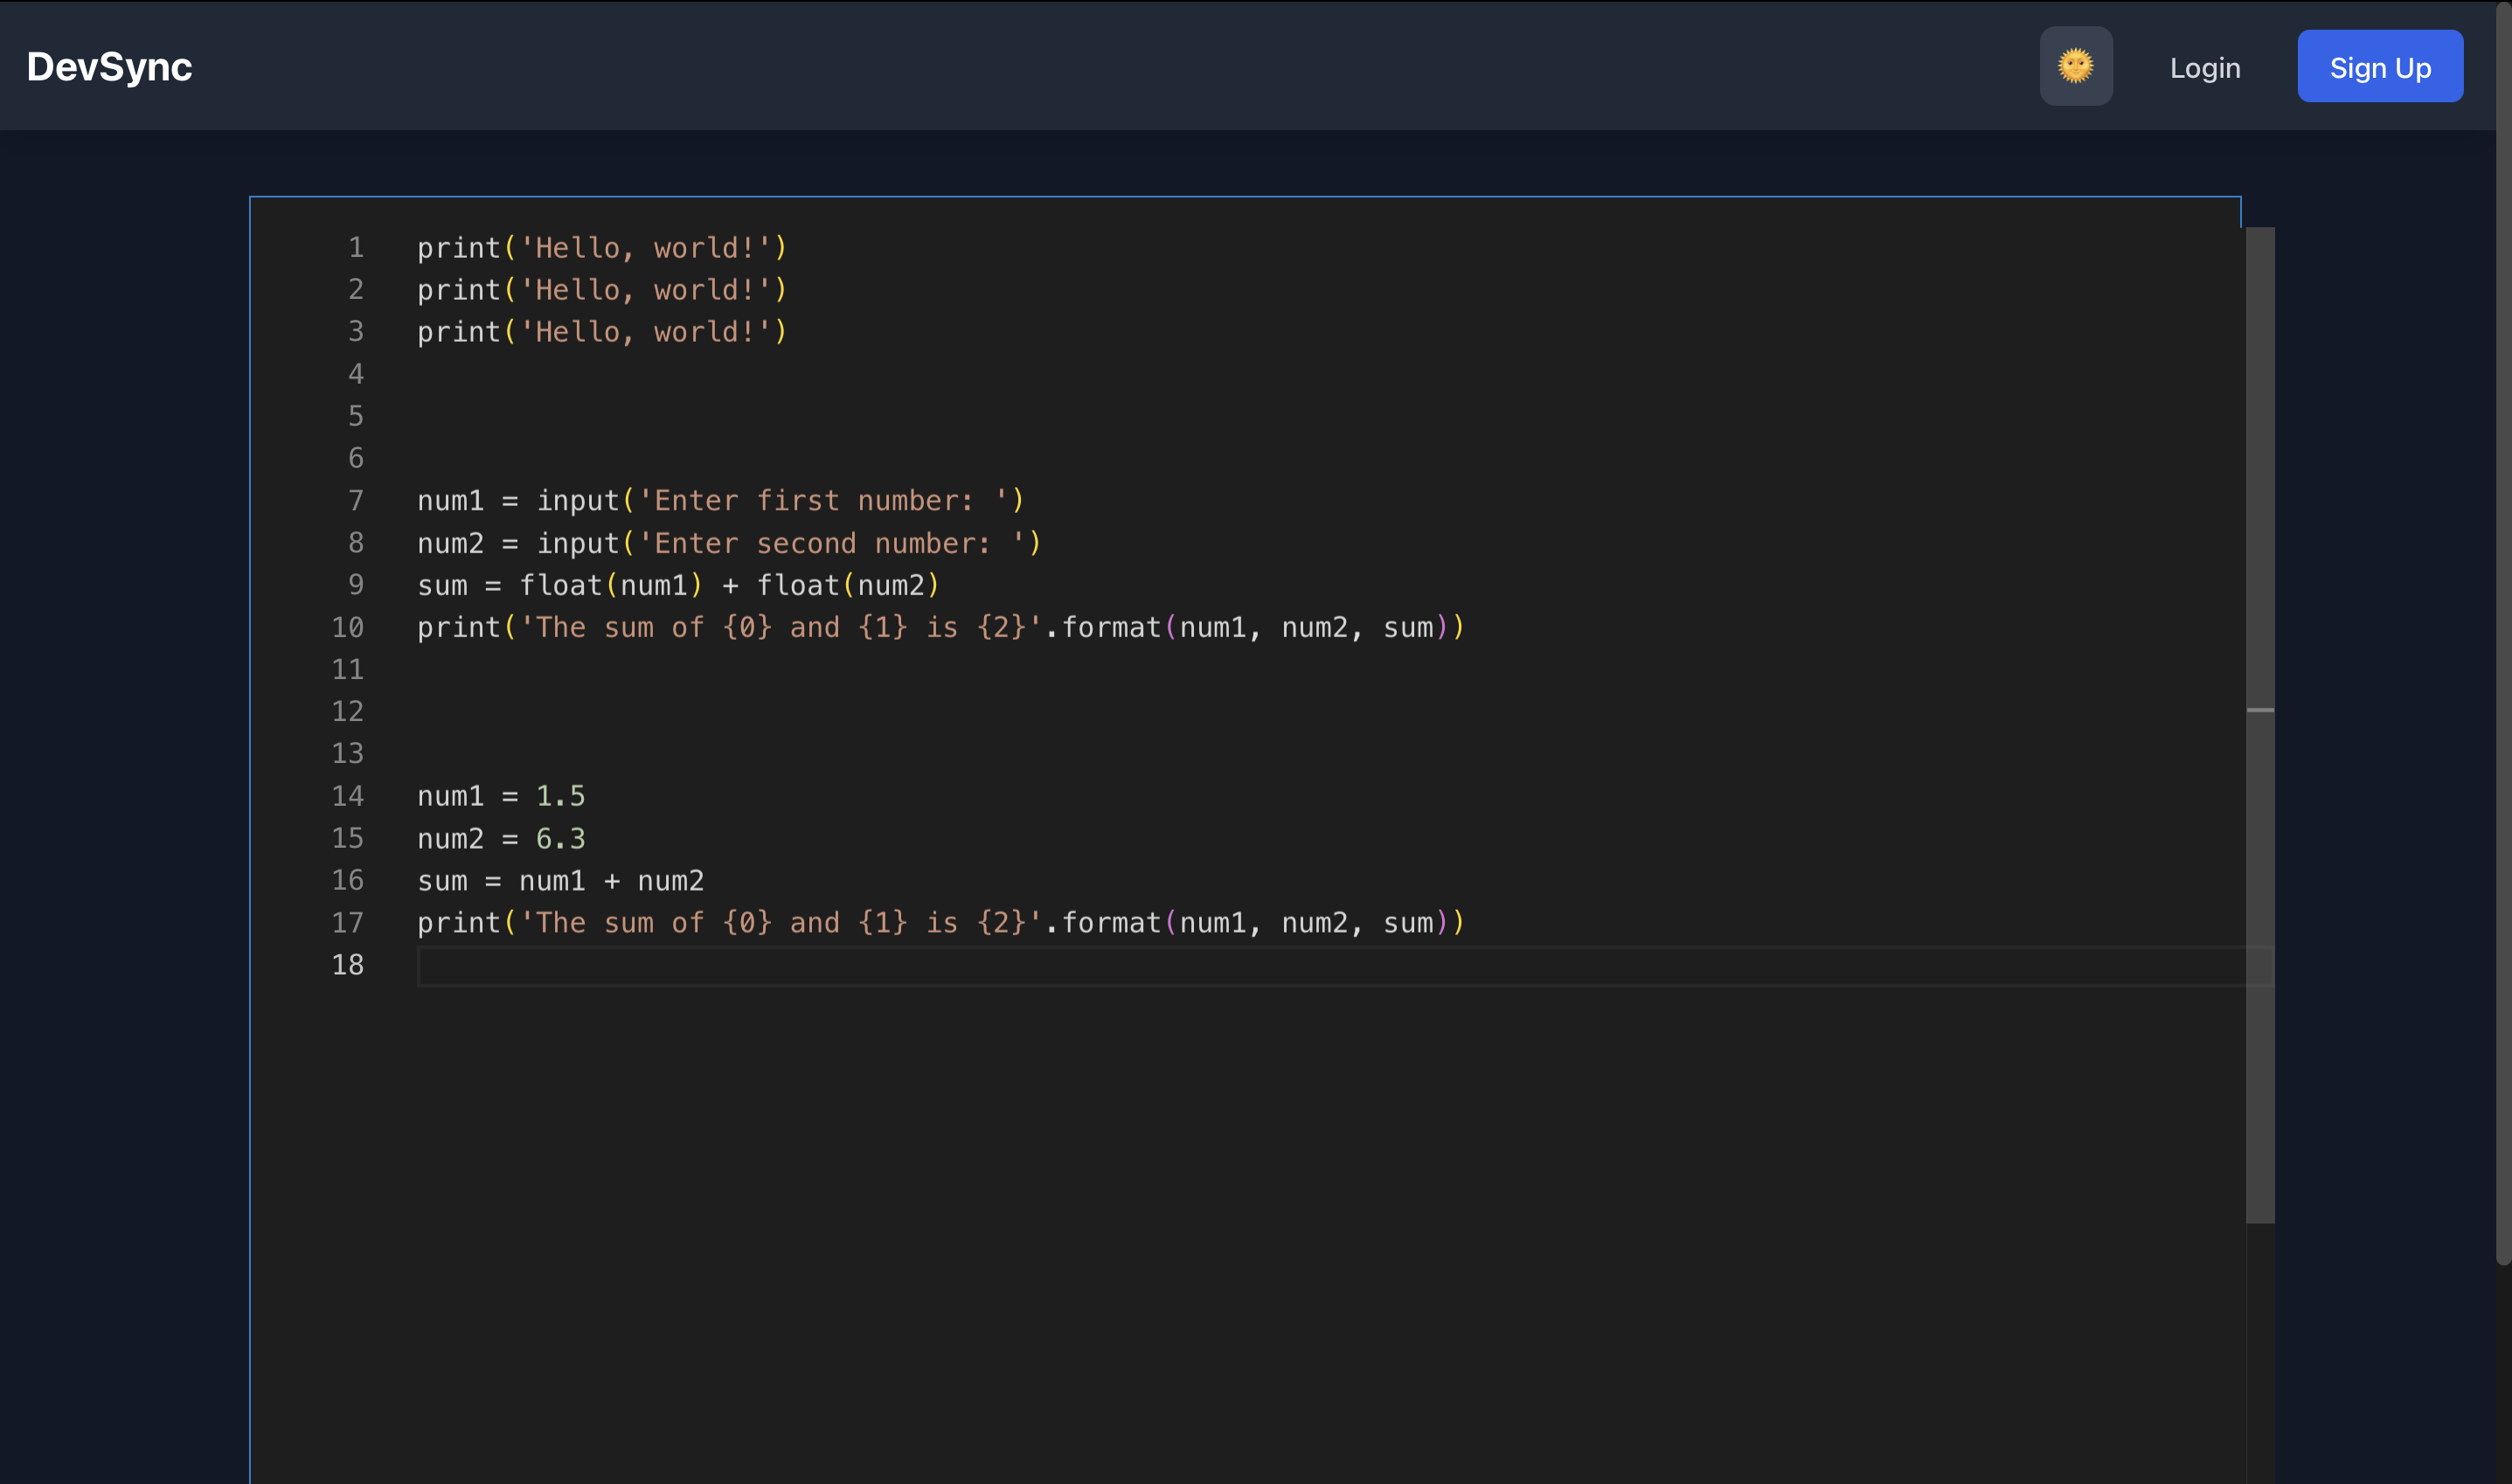 DevSync
Login
Sign Up
1 print('Hello, world!')
2 print('Hello, world!')
3 print('Hello, world!')
4
5
6
7 num1 = input('Enter first number: ')
8 num2 = input('Enter second number: ')
9 sum = float(num1) + float(num2)
10 print('The sum of {0} and {1} is {2}'.format(num1, num2, sum))
11
12
13
14 num1 = 1.5
15 num2 = 6.3
16 sum = num1 + num2
17 print('The sum of {0} and {1} is {2}'.format(num1, num2, sum))
18